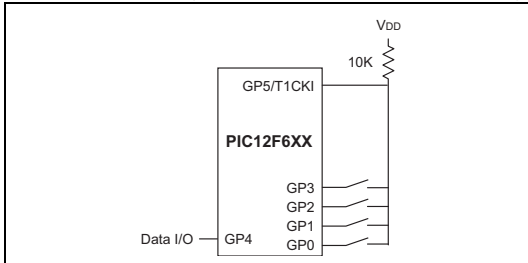 VDD
10K
GP5/T1CKI
PIC12F6XX
GP3
GP2
GP1
Data I/O GP4
GP0